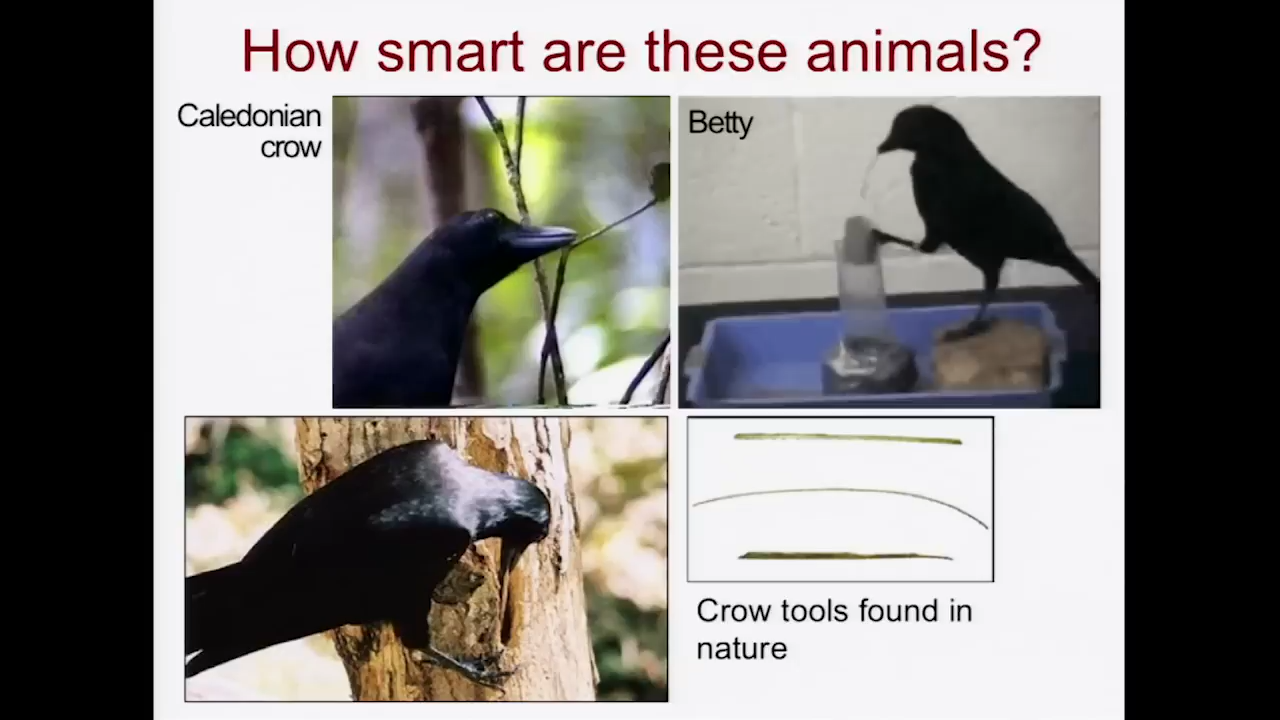 How smart are these animals?
Caledonian
crow
Betty
Crow tools found in
nature